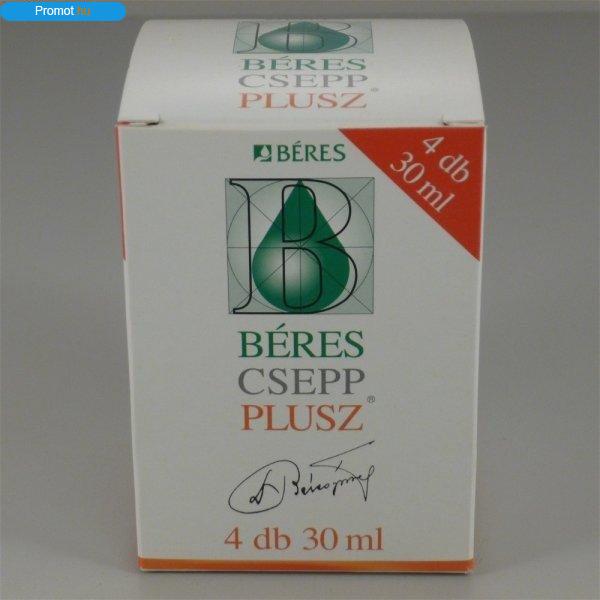 Promot.hu
B
BÉRES
CSEPP
PLUSZ®
BÉRES
4 db
30 ml
B
BÉRES
CSEPP
PLUSZ®
4 db 30 ml